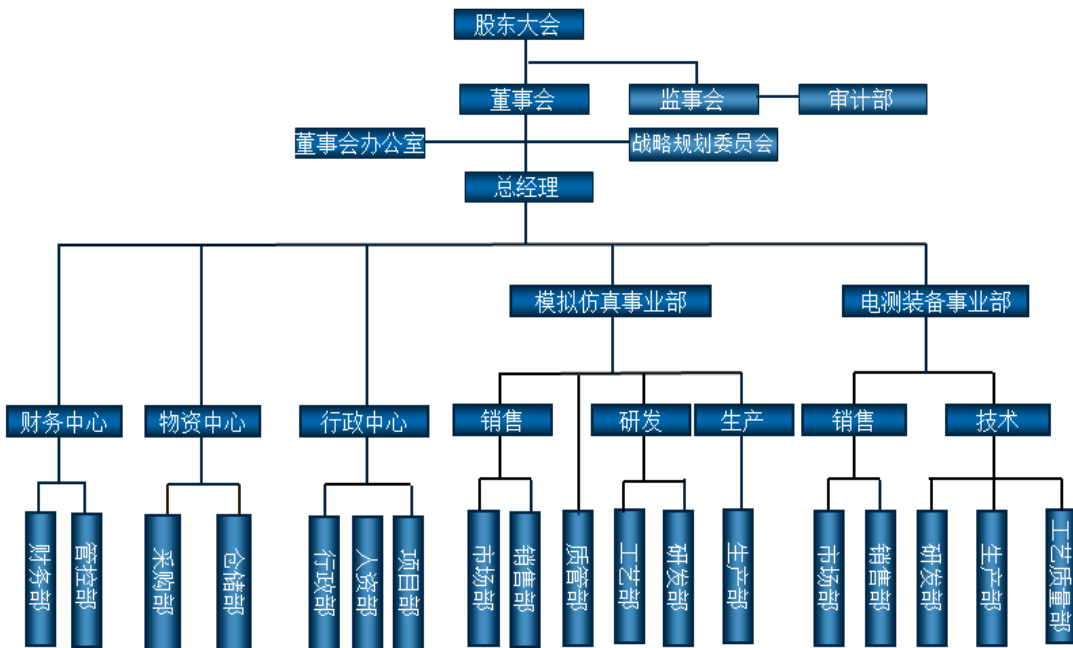 股东大会
董事会
监事会
审计部
董事会办公室
战略规划委员会
总经理
模拟仿真事业部
电测装备事业部
财务中心
物资中心
行政中心
销售
研发
生产
销售
技术
财务部
管控部
采购部
仓储部
行政部
人资部
项目部
市场部
销售部
质管部
工艺部
研发部
生产部
市场部
销售部
研发部
生产部
工艺质量部